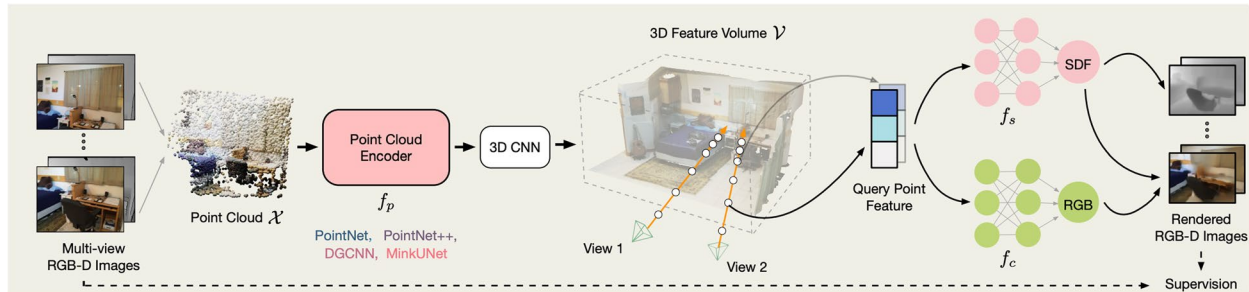 Multi-view
RGB-D Images
Point Cloud 𝒳
Point Cloud
Encoder
f_p
PointNet, PointNet++,
DGCNN, MinkUNet
3D CNN
3D Feature Volume 𝒱
View 1
View 2
Query Point
Feature
SDF
f_s
RGB
f_c
Rendered
RGB-D Images
Supervision